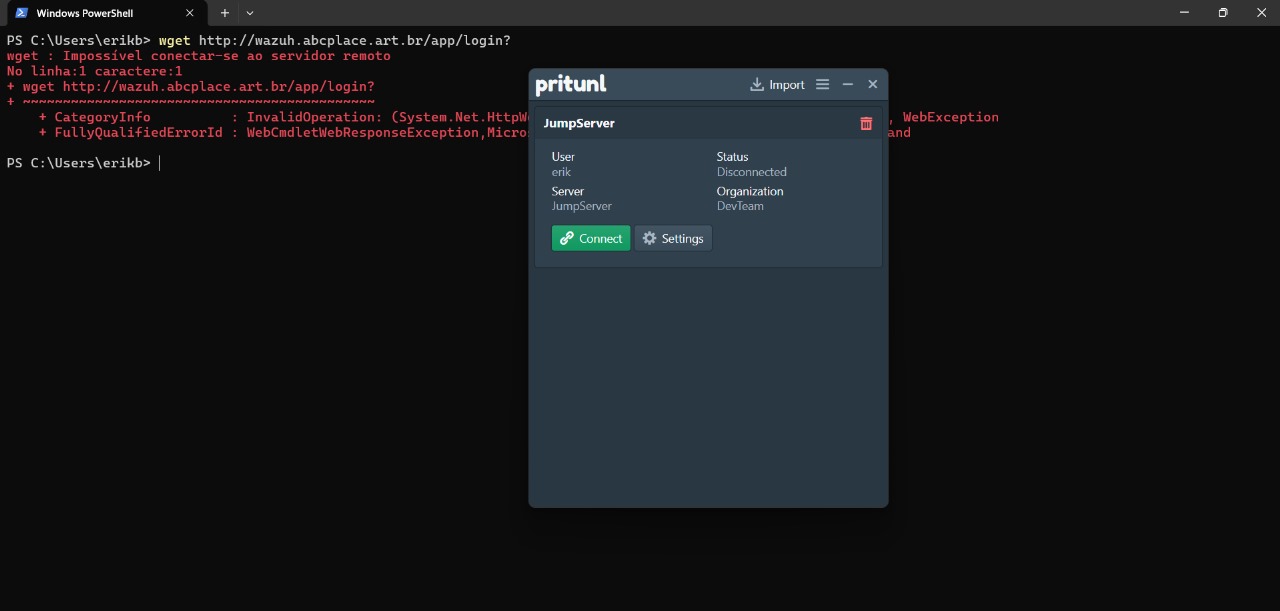 Windows PowerShell
PS C:\Users\erikb> wget http://wazuh.abcplace.art.br/app/login?
wget : Impossível conectar-se ao servidor remoto
No linha:1 caractere:1
+ wget http://wazuh.abcplace.art.br/app/login?
+ ~~~~~~~~~~~~~~~~~~~~~~~~~~~~~~~~~~~~~~~~~~~~
+ CategoryInfo : InvalidOperation: (System.Net.HttpW , WebException
+ FullyQualifiedErrorId : WebCmdletWebResponseException,Micros and
PS C:\Users\erikb>
pritunl Import
JumpServer
User Status
erik Disconnected
Server Organization
JumpServer DevTeam
Connect Settings